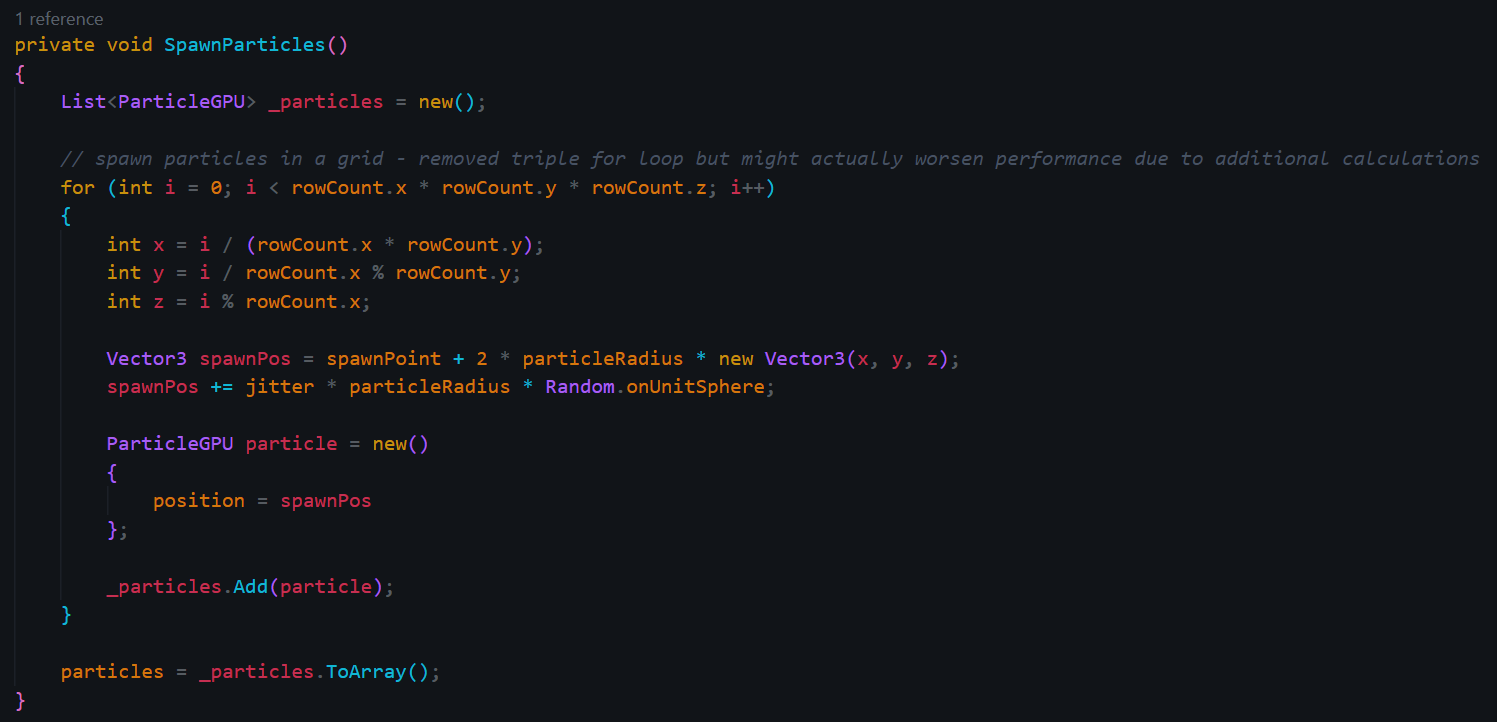 1 reference
private void SpawnParticles()
{
    List<ParticleGPU> _particles = new();
    // spawn particles in a grid - removed triple for loop but might actually worsen performance due to additional calculations
    for (int i = 0; i < rowCount.x * rowCount.y * rowCount.z; i++)
    {
        int x = i / (rowCount.x * rowCount.y);
        int y = i / rowCount.x % rowCount.y;
        int z = i % rowCount.x;
        Vector3 spawnPos = spawnPoint + 2 * particleRadius * new Vector3(x, y, z);
        spawnPos += jitter * particleRadius * Random.onUnitSphere;
        ParticleGPU particle = new()
        {
            position = spawnPos
        };
        _particles.Add(particle);
    }
    particles = _particles.ToArray();
}